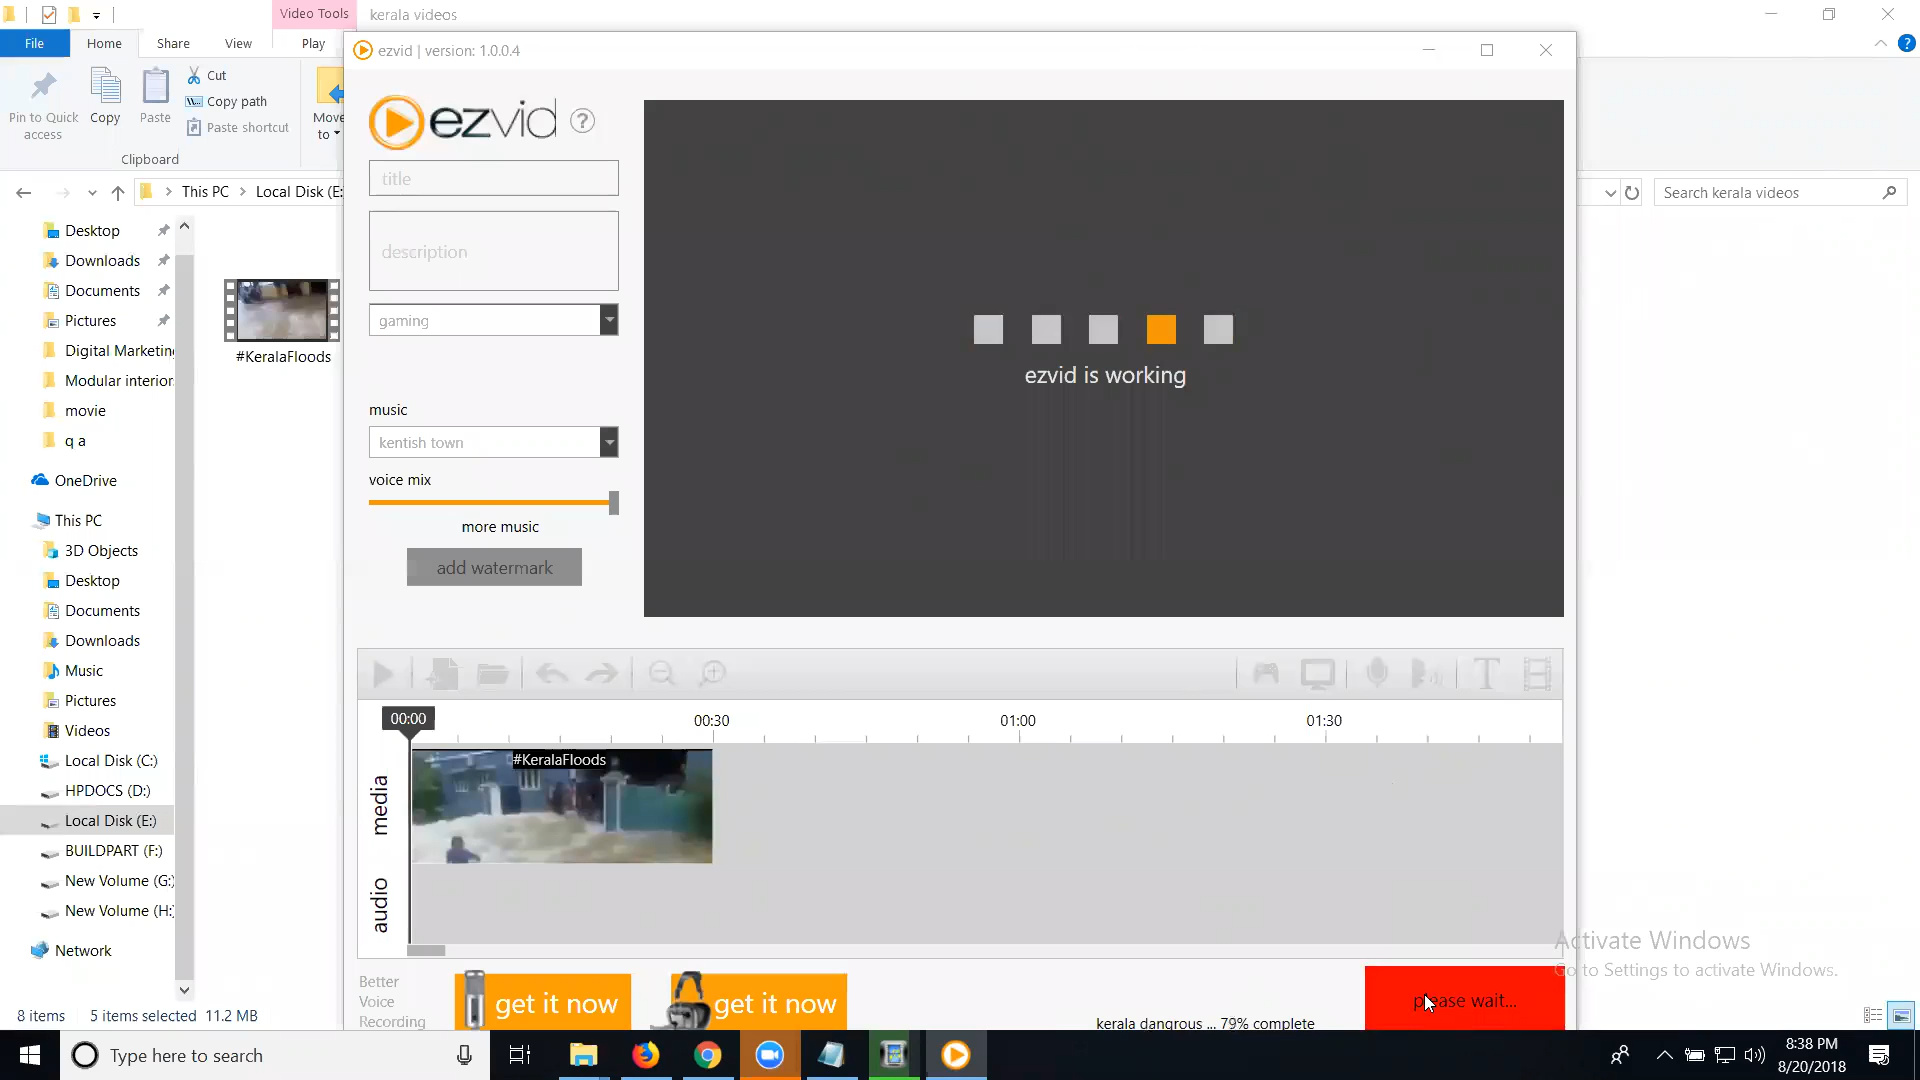 Video Tools
kerala videos
File
Home
Share
View
Play
ezvid | version: 1.0.0.4
Pin to Quick
access
Copy
Paste
Cut
Copy path
Paste shortcut
Move
to
Clipboard
ezvid
?
title
description
gaming
music
kentish town
voice mix
more music
add watermark
ezvid is working
This PC
Local Disk (E:
Search kerala videos
Desktop
Downloads
Documents
Pictures
Digital Marketing
Modular interior
movie
q a
OneDrive
This PC
3D Objects
Desktop
Documents
Downloads
Music
Pictures
Videos
Local Disk (C:)
HPDOCS (D:)
Local Disk (E:)
BUILDPART (F:)
New Volume (G:
New Volume (H:
Network
#KeralaFloods
T
00:00
00:30
01:00
01:30
#KeralaFloods
media
audio
Activate Windows
Go to Settings to activate Windows.
Better
Voice
Recording
get it now
get it now
kerala dangrous ... 79% complete
please wait...
8 items
5 items selected 11.2 MB
Type here to search
8:38 PM
8/20/2018